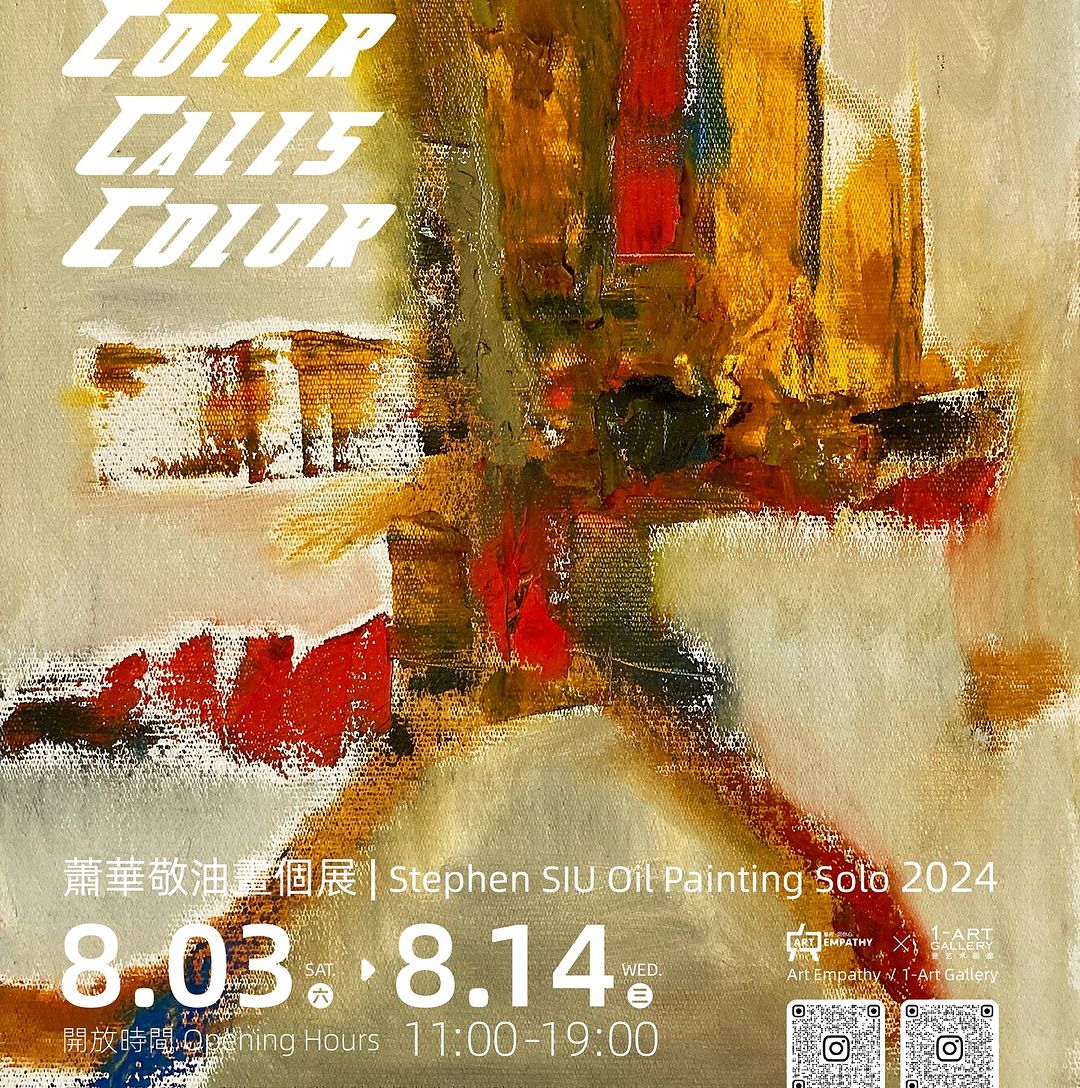 COLOR
CALLS
COLOR
蕭華敬油畫個展 | Stephen SIU Oil Painting Solo 2024
8.03 SAT. 六 8.14 WED. 三
開放時間 Opening Hours 11:00-19:00
ART EMPATHY × 1-ART GALLERY
Art Empathy / 1-Art Gallery